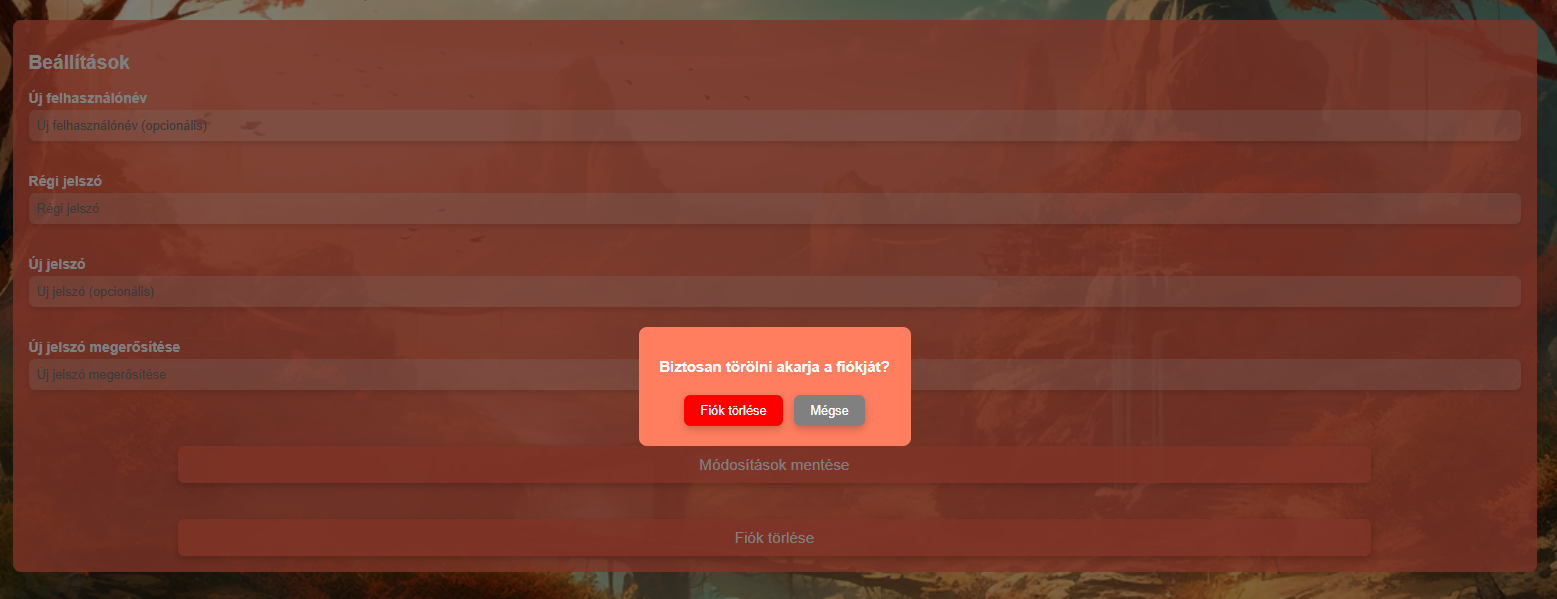 Beállítások
Új felhasználónév
Új felhasználónév (opcionális)
Régi jelszó
Régi jelszó
Új jelszó
Új jelszó (opcionális)
Új jelszó megerősítése
Új jelszó megerősítése
Biztosan törölni akarja a fiókját?
Fiók törlése Mégse
Módosítások mentése
Fiók törlése